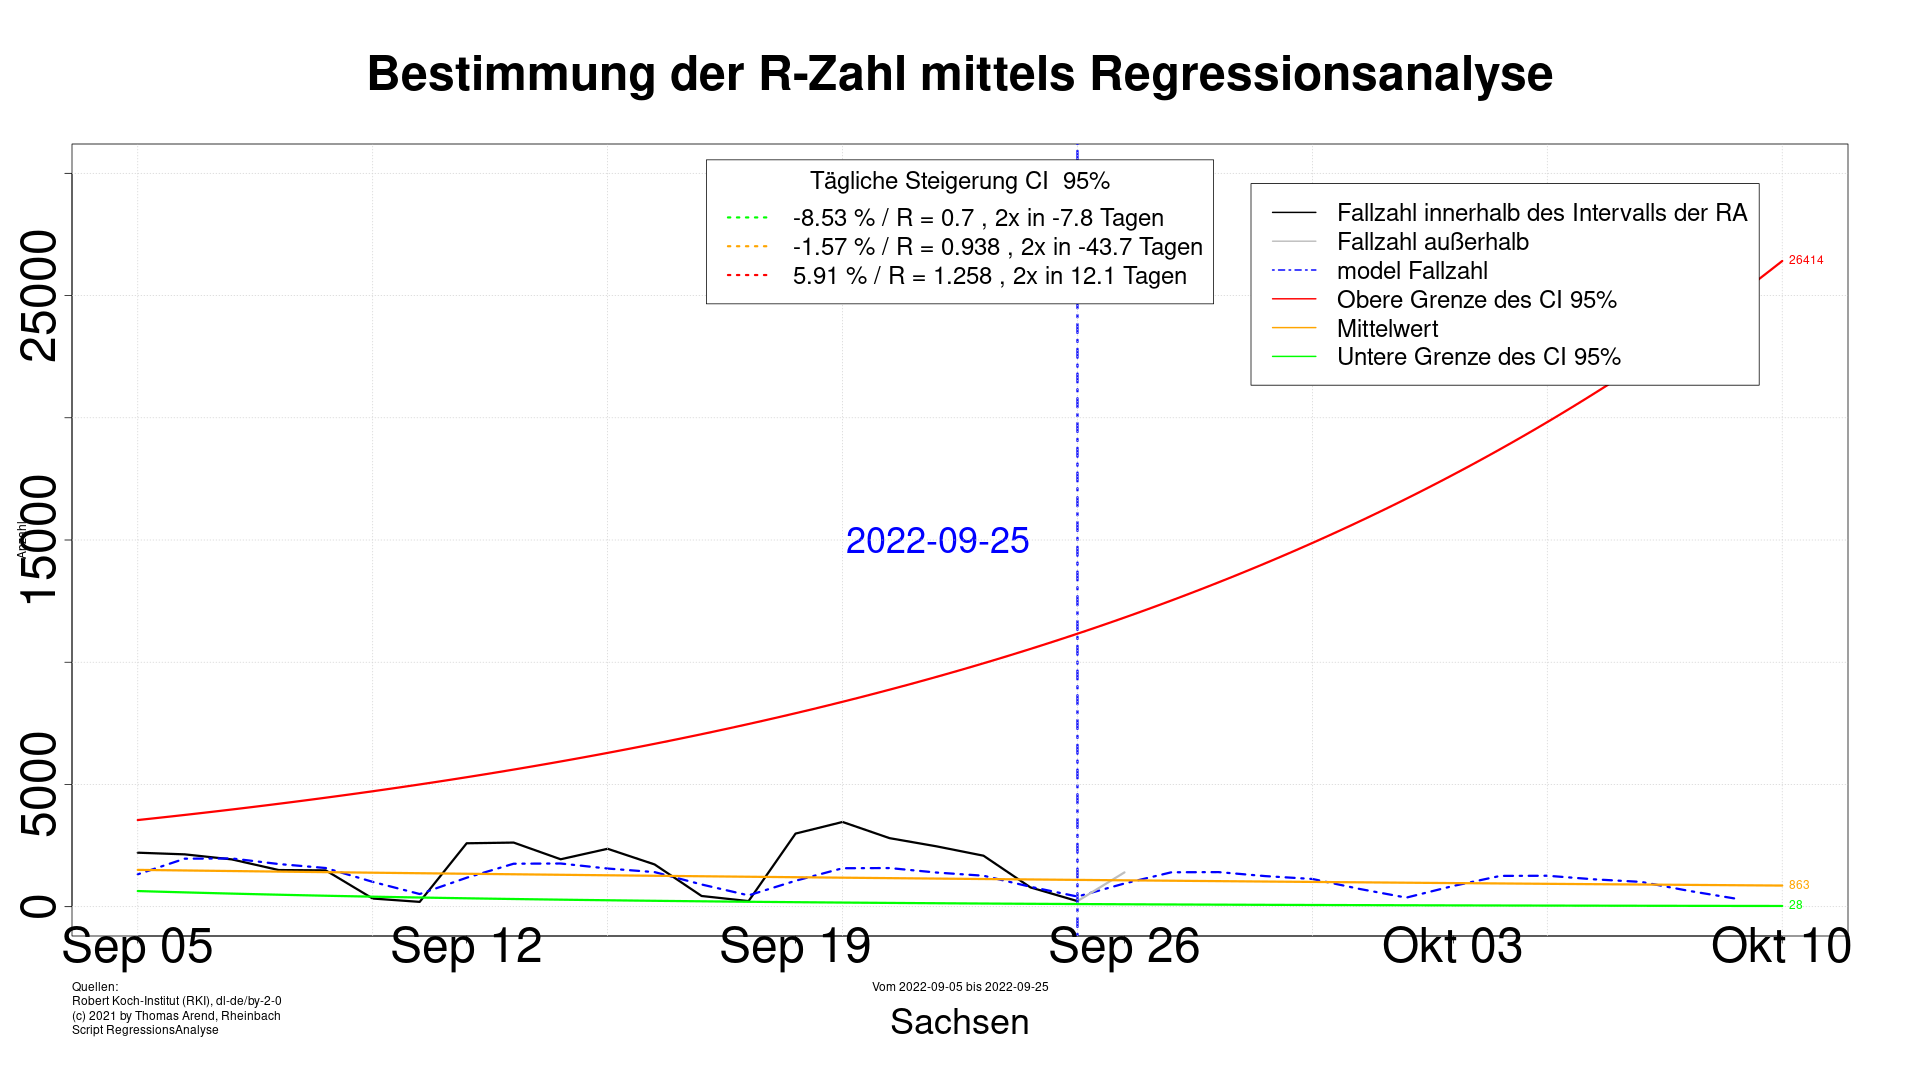 Bestimmung der R-Zahl mittels Regressionsanalyse
Tägliche Steigerung CI  95%
-8.53 % / R = 0.7 , 2x in -7.8 Tagen
-1.57 % / R = 0.938 , 2x in -43.7 Tagen
5.91 % / R = 1.258 , 2x in 12.1 Tagen
Fallzahl innerhalb des Intervalls der RA
Fallzahl außerhalb
model Fallzahl
Obere Grenze des CI 95%
Mittelwert
Untere Grenze des CI 95%
26414
25000
2022-09-25
15000
Anzahl
5000
863
28
0
Sep 05
Sep 12
Sep 19
Sep 26
Okt 03
Okt 10
Quellen:
Robert Koch-Institut (RKI), dl-de/by-2-0
(c) 2021 by Thomas Arend, Rheinbach
Script RegressionsAnalyse
Vom 2022-09-05 bis 2022-09-25
Sachsen